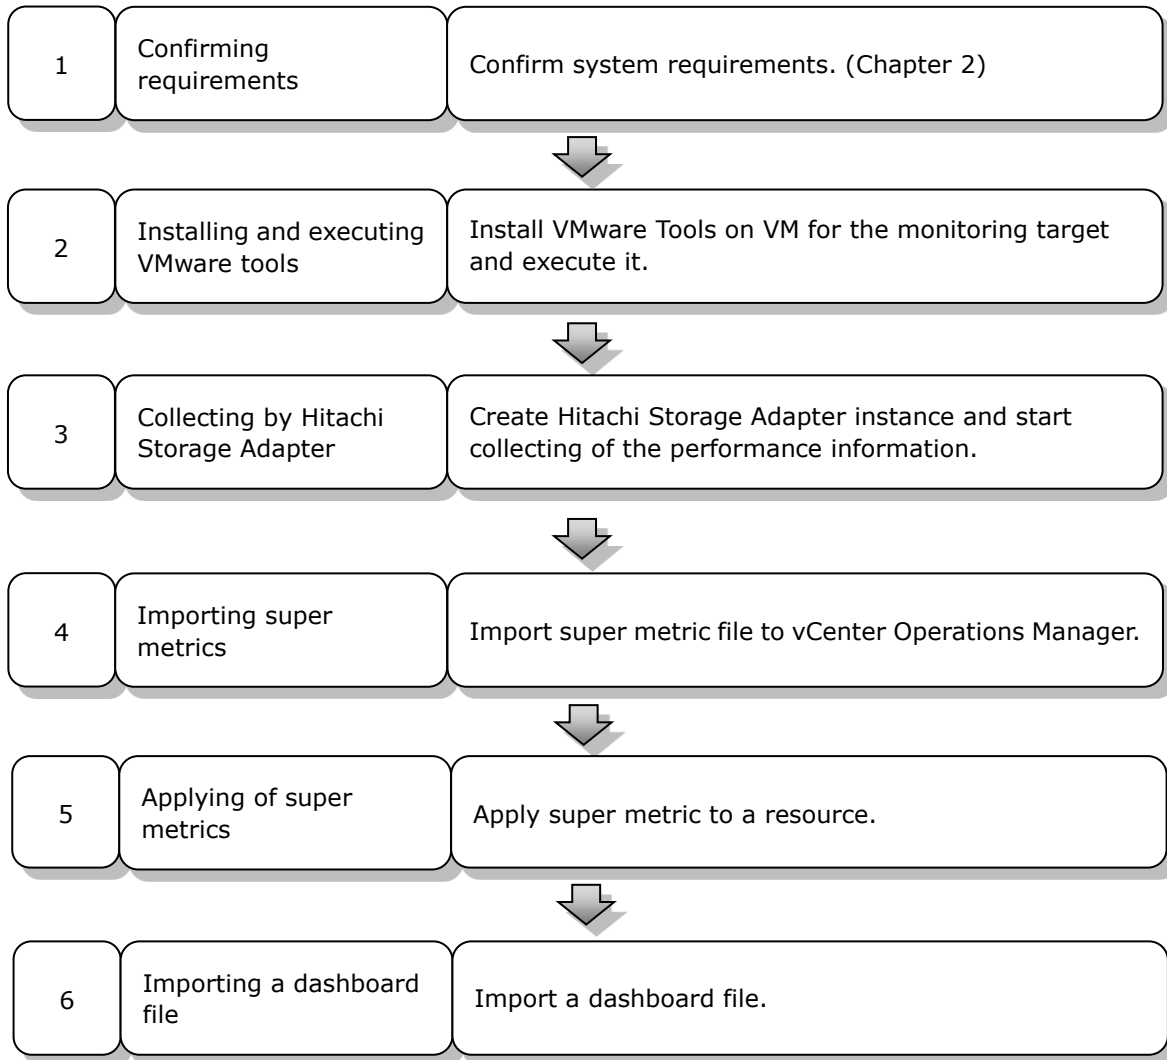 1
Confirming
requirements
Confirm system requirements. (Chapter 2)
2
Installing and executing
VMware tools
Install VMware Tools on VM for the monitoring target
and execute it.
3
Collecting by Hitachi
Storage Adapter
Create Hitachi Storage Adapter instance and start
collecting of the performance information.
4
Importing super
metrics
Import super metric file to vCenter Operations Manager.
5
Applying of super
metrics
Apply super metric to a resource.
6
Importing a dashboard
file
Import a dashboard file.